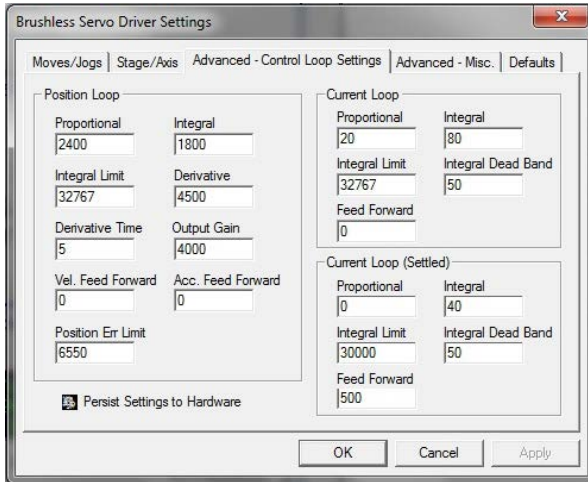 Brushless Servo Driver Settings
Moves/Jogs Stage/Axis Advanced - Control Loop Settings Advanced - Misc. Defaults
Position Loop
Proportional Integral
2400 1800
Integral Limit Derivative
32767 4500
Derivative Time Output Gain
5 4000
Vel. Feed Forward Acc. Feed Forward
0 0
Position Err Limit
6550
Persist Settings to Hardware
Current Loop
Proportional Integral
20 80
Integral Limit Integral Dead Band
32767 50
Feed Forward
0
Current Loop (Settled)
Proportional Integral
0 40
Integral Limit Integral Dead Band
30000 50
Feed Forward
500
OK Cancel Apply